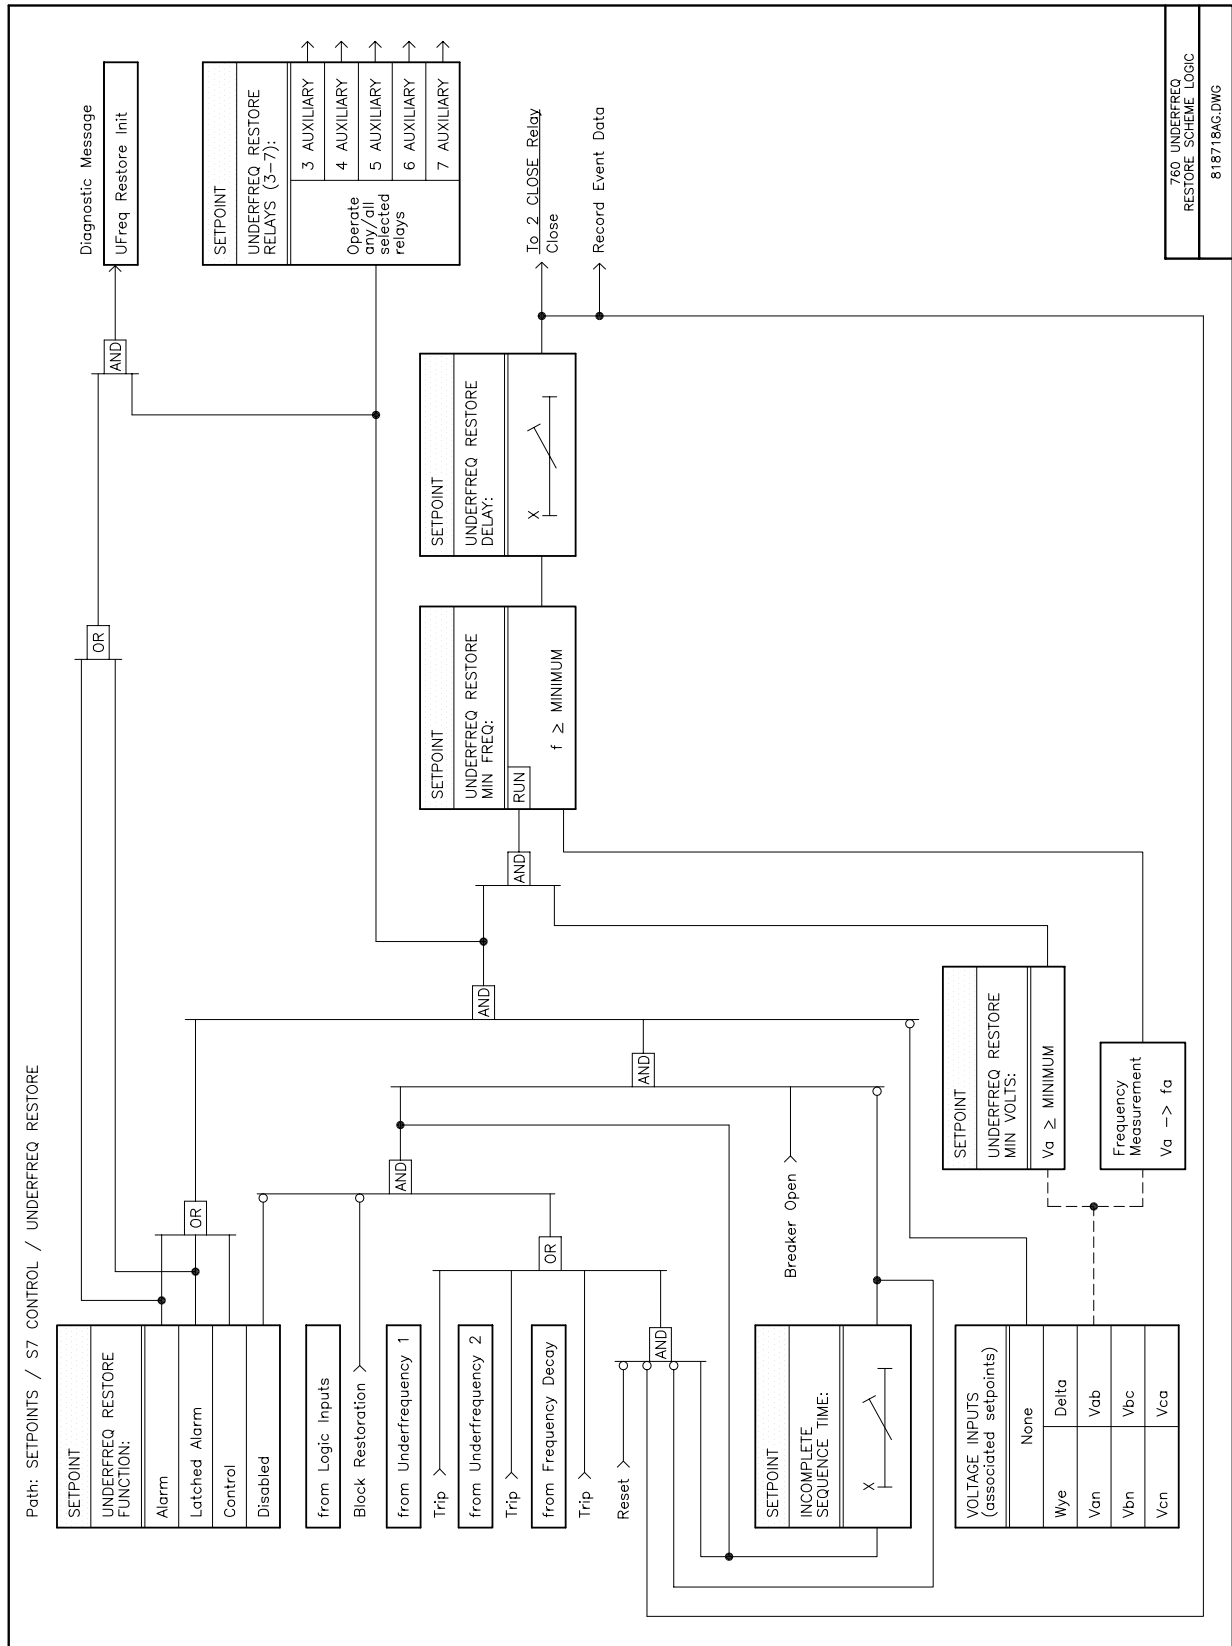 Path: SETPOINTS / S7 CONTROL / UNDERFREQ RESTORE
SETPOINT
UNDERFREQ RESTORE
FUNCTION:
Alarm
Latched Alarm
Control
Disabled
from Logic Inputs
Block Restoration
from Underfrequency 1
Trip
from Underfrequency 2
Trip
from Frequency Decay
Trip
Reset
SETPOINT
INCOMPLETE
SEQUENCE TIME:
X
VOLTAGE INPUTS
(associated setpoints)
None
Wye Delta
Van Vab
Vbn Vbc
Vcn Vca
OR
AND
OR
AND
Breaker Open
AND
AND
SETPOINT
UNDERFREQ RESTORE
MIN VOLTS:
Va ≥ MINIMUM
Frequency
Measurement
Va -> fa
AND
SETPOINT
UNDERFREQ RESTORE
MIN FREQ:
RUN
f ≥ MINIMUM
SETPOINT
UNDERFREQ RESTORE
DELAY:
X
OR
AND
Diagnostic Message
UFreq Restore Init
SETPOINT
UNDERFREQ RESTORE
RELAYS (3-7):
Operate
any/all
selected
relays
3 AUXILIARY
4 AUXILIARY
5 AUXILIARY
6 AUXILIARY
7 AUXILIARY
To 2 CLOSE Relay
Close
Record Event Data
760 UNDERFREQ
RESTORE SCHEME LOGIC
818718AG.DWG